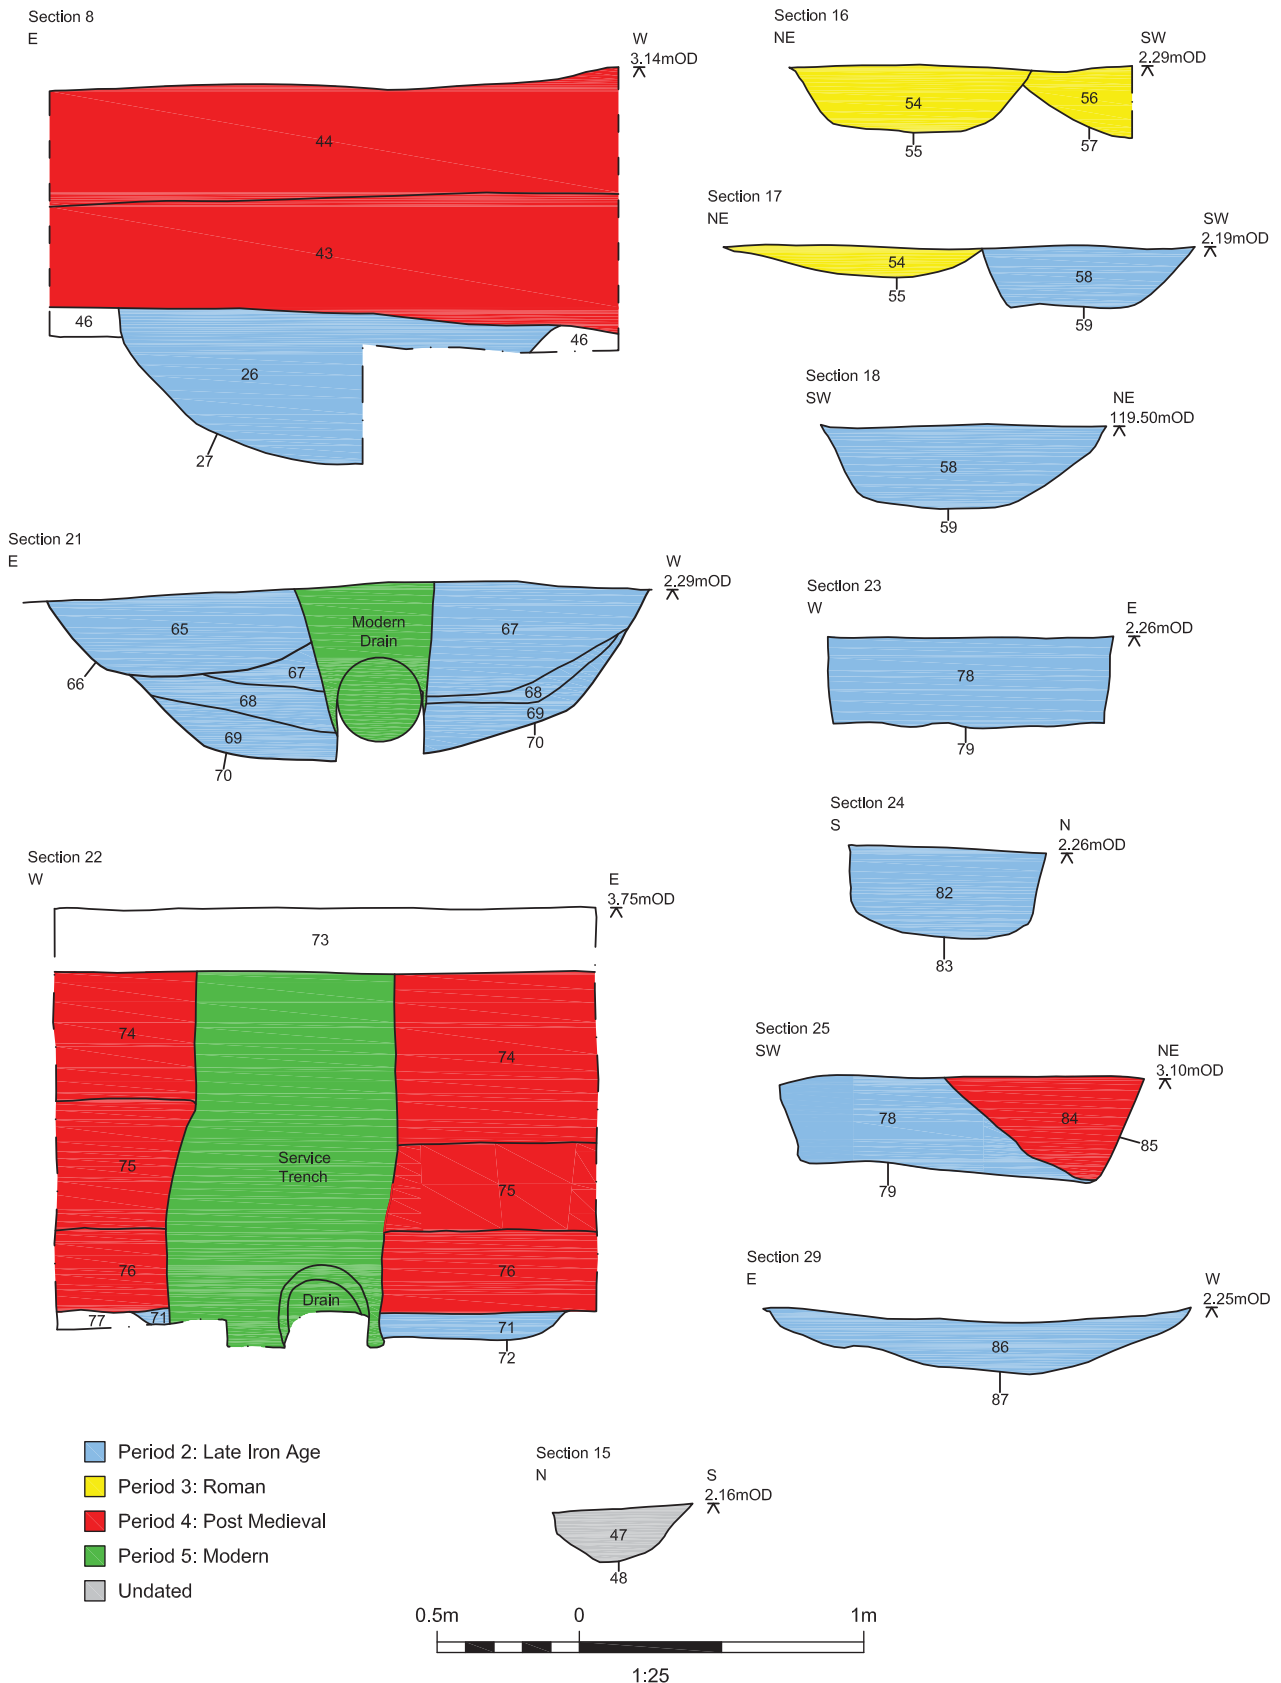 Section 8
E
W
3.14mOD
44
43
46
46
26
27
Section 16
NE
SW
2.29mOD
54
56
55
57
Section 17
NE
SW
2.19mOD
54
58
55
59
Section 18
SW
NE
119.50mOD
58
59
Section 21
E
W
2.29mOD
65
Modern
Drain
67
67
66
68
68
69
69
70
70
Section 23
W
E
2.26mOD
78
79
Section 24
S
N
2.26mOD
82
83
Section 22
W
E
3.75mOD
73
74
74
75
Service
Trench
75
76
76
Drain
77
71
71
72
Section 25
SW
NE
3.10mOD
78
84
85
79
Section 29
E
W
2.25mOD
86
87
Period 2: Late Iron Age
Period 3: Roman
Period 4: Post Medieval
Period 5: Modern
Undated
Section 15
N
S
2.16mOD
47
48
0.5m
0
1m
1:25